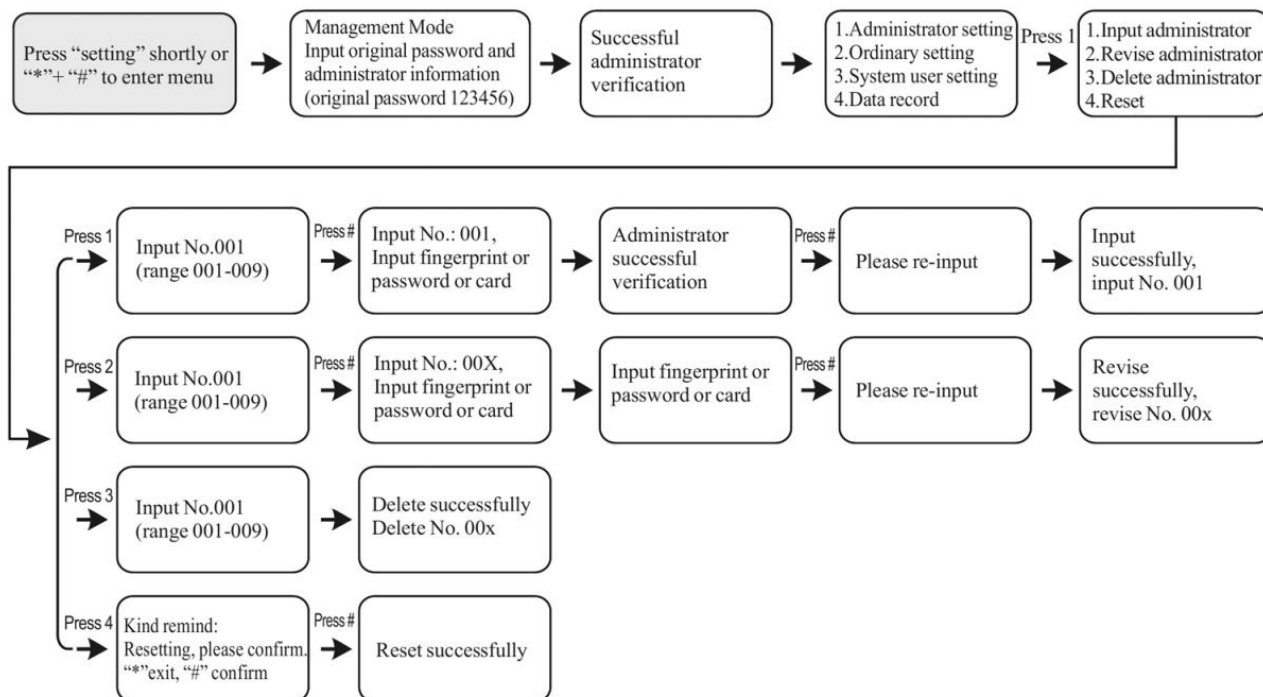 Press “setting” shortly or
“*”+ “#” to enter menu
Management Mode
Input original password and
administrator information
(original password 123456)
Successful
administrator
verification
1.Administrator setting
2.Ordinary setting
3.System user setting
4.Data record
Press 1
1.Input administrator
2.Revise administrator
3.Delete administrator
4.Reset
Press 1
Input No.001
(range 001-009)
Press #
Input No.: 001,
Input fingerprint or
password or card
Administrator
successful
verification
Press #
Please re-input
Input
successfully,
input No. 001
Press 2
Input No.001
(range 001-009)
Press #
Input No.: 00X,
Input fingerprint or
password or card
Input fingerprint or
password or card
Press #
Please re-input
Revise
successfully,
revise No. 00x
Press 3
Input No.001
(range 001-009)
Delete successfully
Delete No. 00x
Press 4
Kind remind:
Resetting, please confirm.
“*”exit, “#” confirm
Press #
Reset successfully